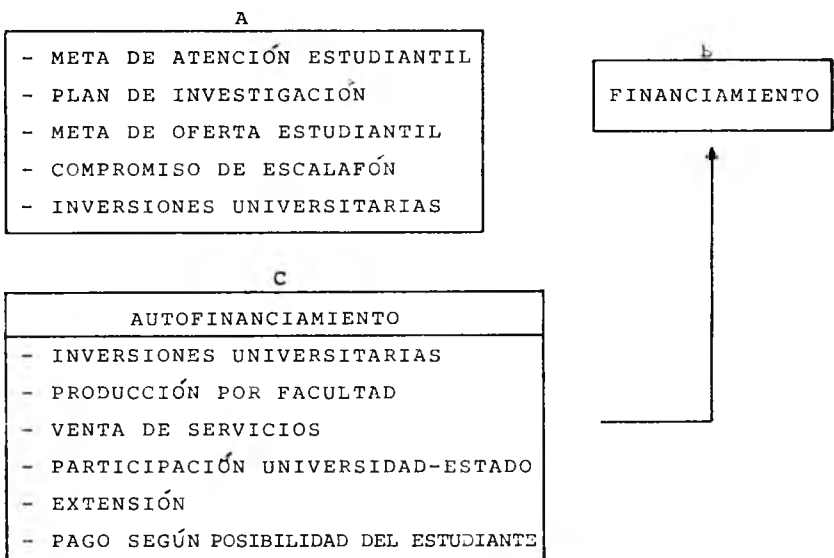 A
- META DE ATENCIÓN ESTUDIANTIL
- PLAN DE INVESTIGACIÓN
- META DE OFERTA ESTUDIANTIL
- COMPROMISO DE ESCALAFÓN
- INVERSIONES UNIVERSITARIAS
b
FINANCIAMIENTO
C
AUTOFINANCIAMIENTO
- INVERSIONES UNIVERSITARIAS
- PRODUCCIÓN POR FACULTAD
- VENTA DE SERVICIOS
- PARTICIPACIÓN UNIVERSIDAD-ESTADO
- EXTENSIÓN
- PAGO SEGÚN POSIBILIDAD DEL ESTUDIANTE